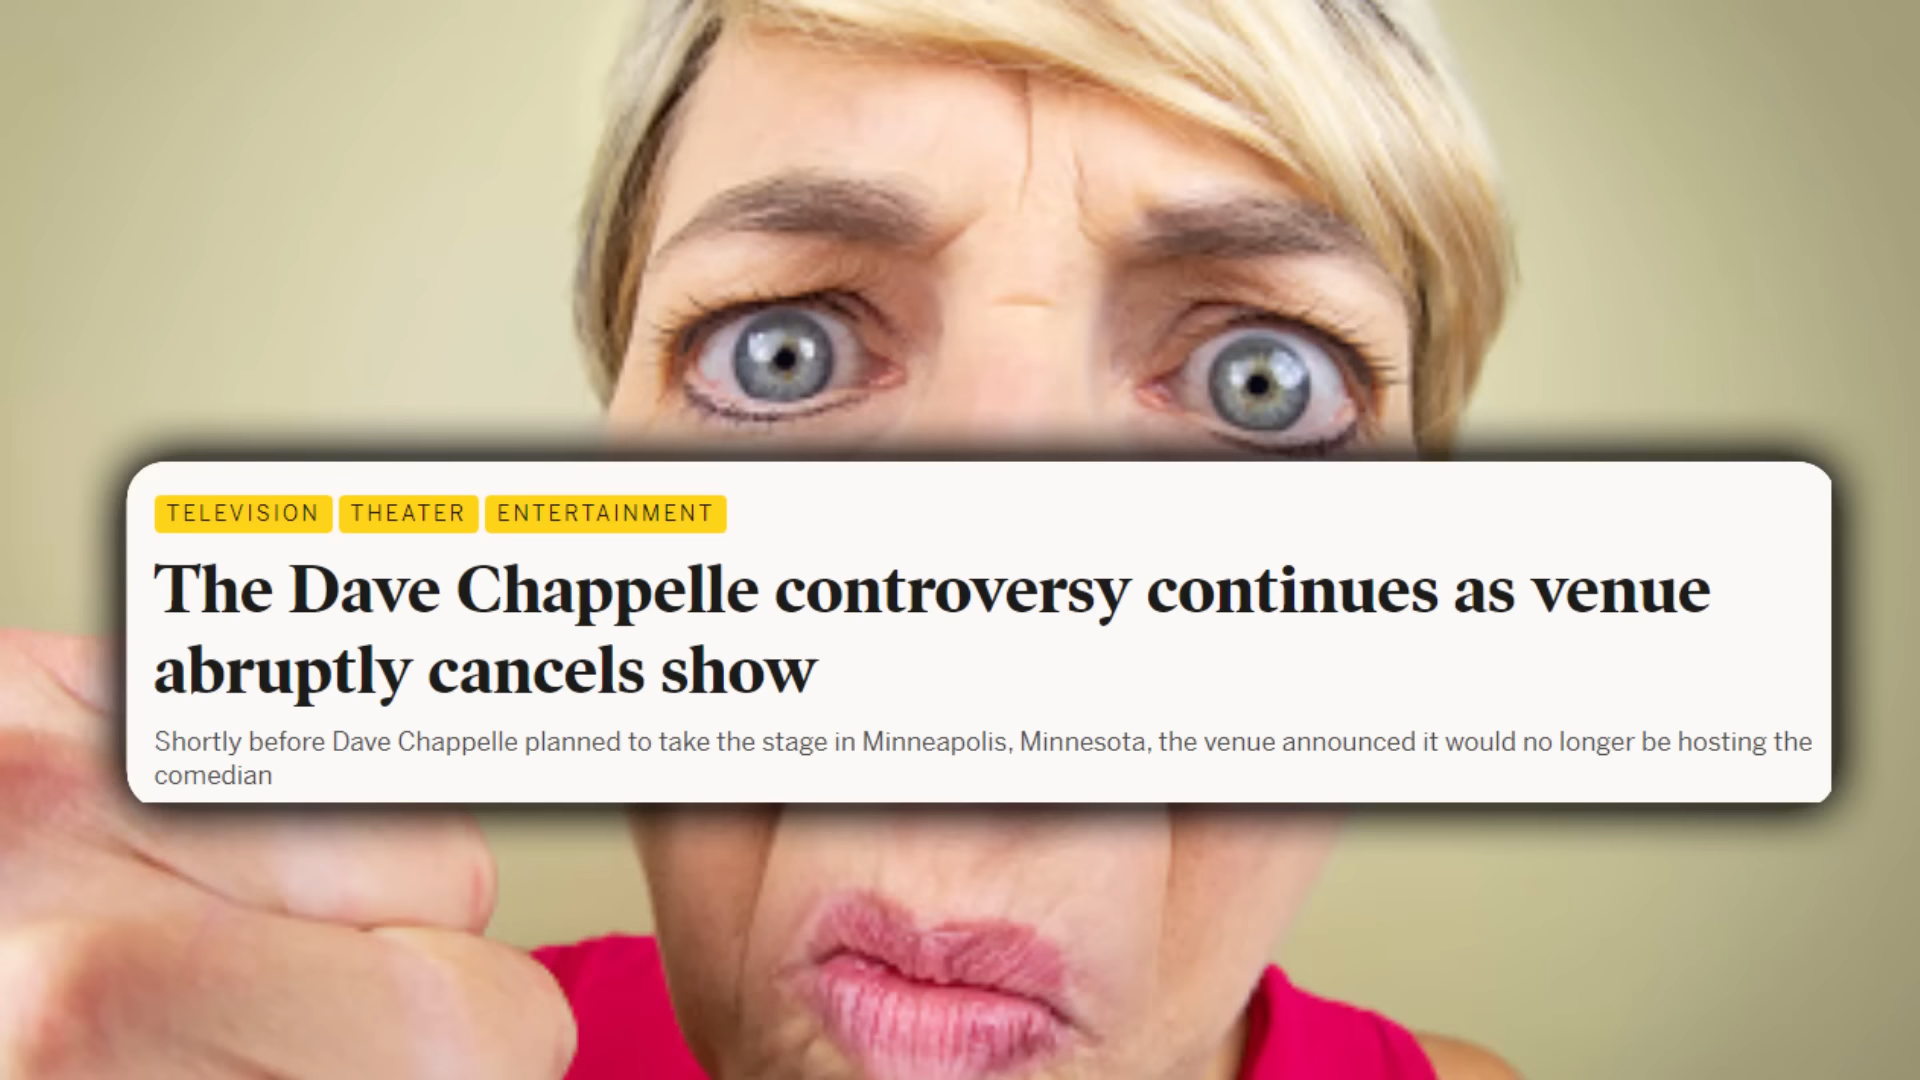 TELEVISION THEATER ENTERTAINMENT
The Dave Chappelle controversy continues as venue
abruptly cancels show
Shortly before Dave Chappelle planned to take the stage in Minneapolis, Minnesota, the venue announced it would no longer be hosting the
comedian